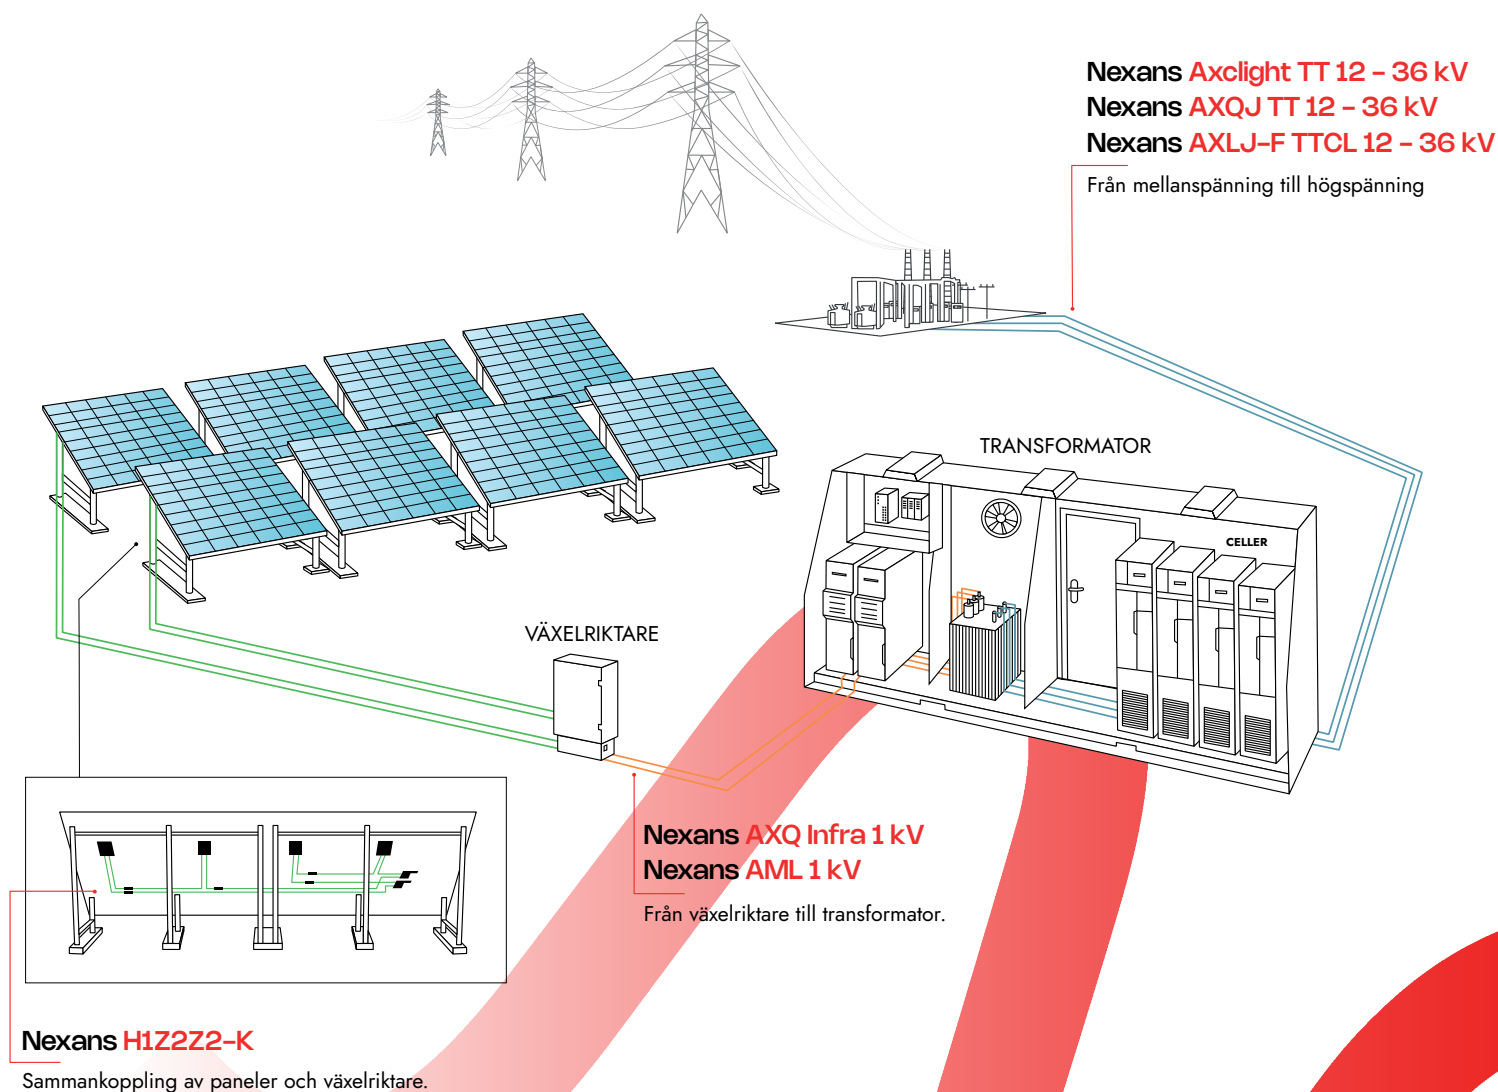 Nexans Axclight TT 12 – 36 kV
Nexans AXQJ TT 12 – 36 kV
Nexans AXLJ-F TTCL 12 – 36 kV
Från mellanspänning till högspänning
TRANSFORMATOR
CELLER
VÄXELRIKTARE
Nexans AXQ Infra 1 kV
Nexans AML 1 kV
Från växelriktare till transformator.
Nexans H1Z2Z2-K
Sammankoppling av paneler och växelriktare.